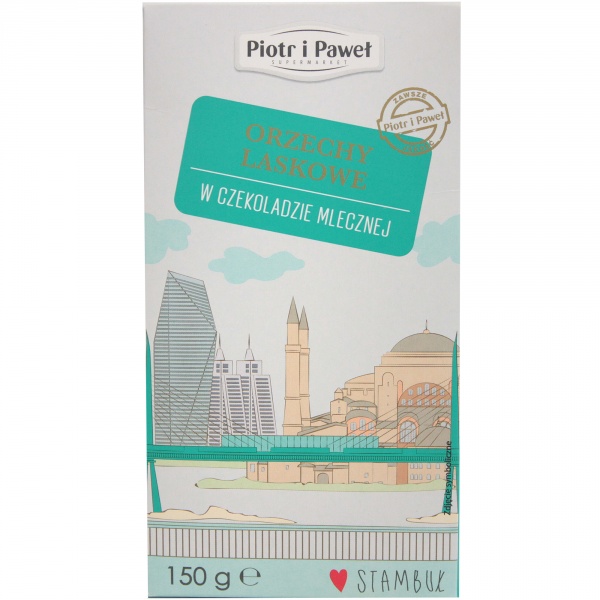 Piotr i Paweł
SUPERMARKET
ZAWSZE
Piotr i Paweł
ORZECHY
LASKOWE
W CZEKOLADZIE MLECZNEJ
Zdjęcie symboliczne
150 g ℮
STAMBUŁ